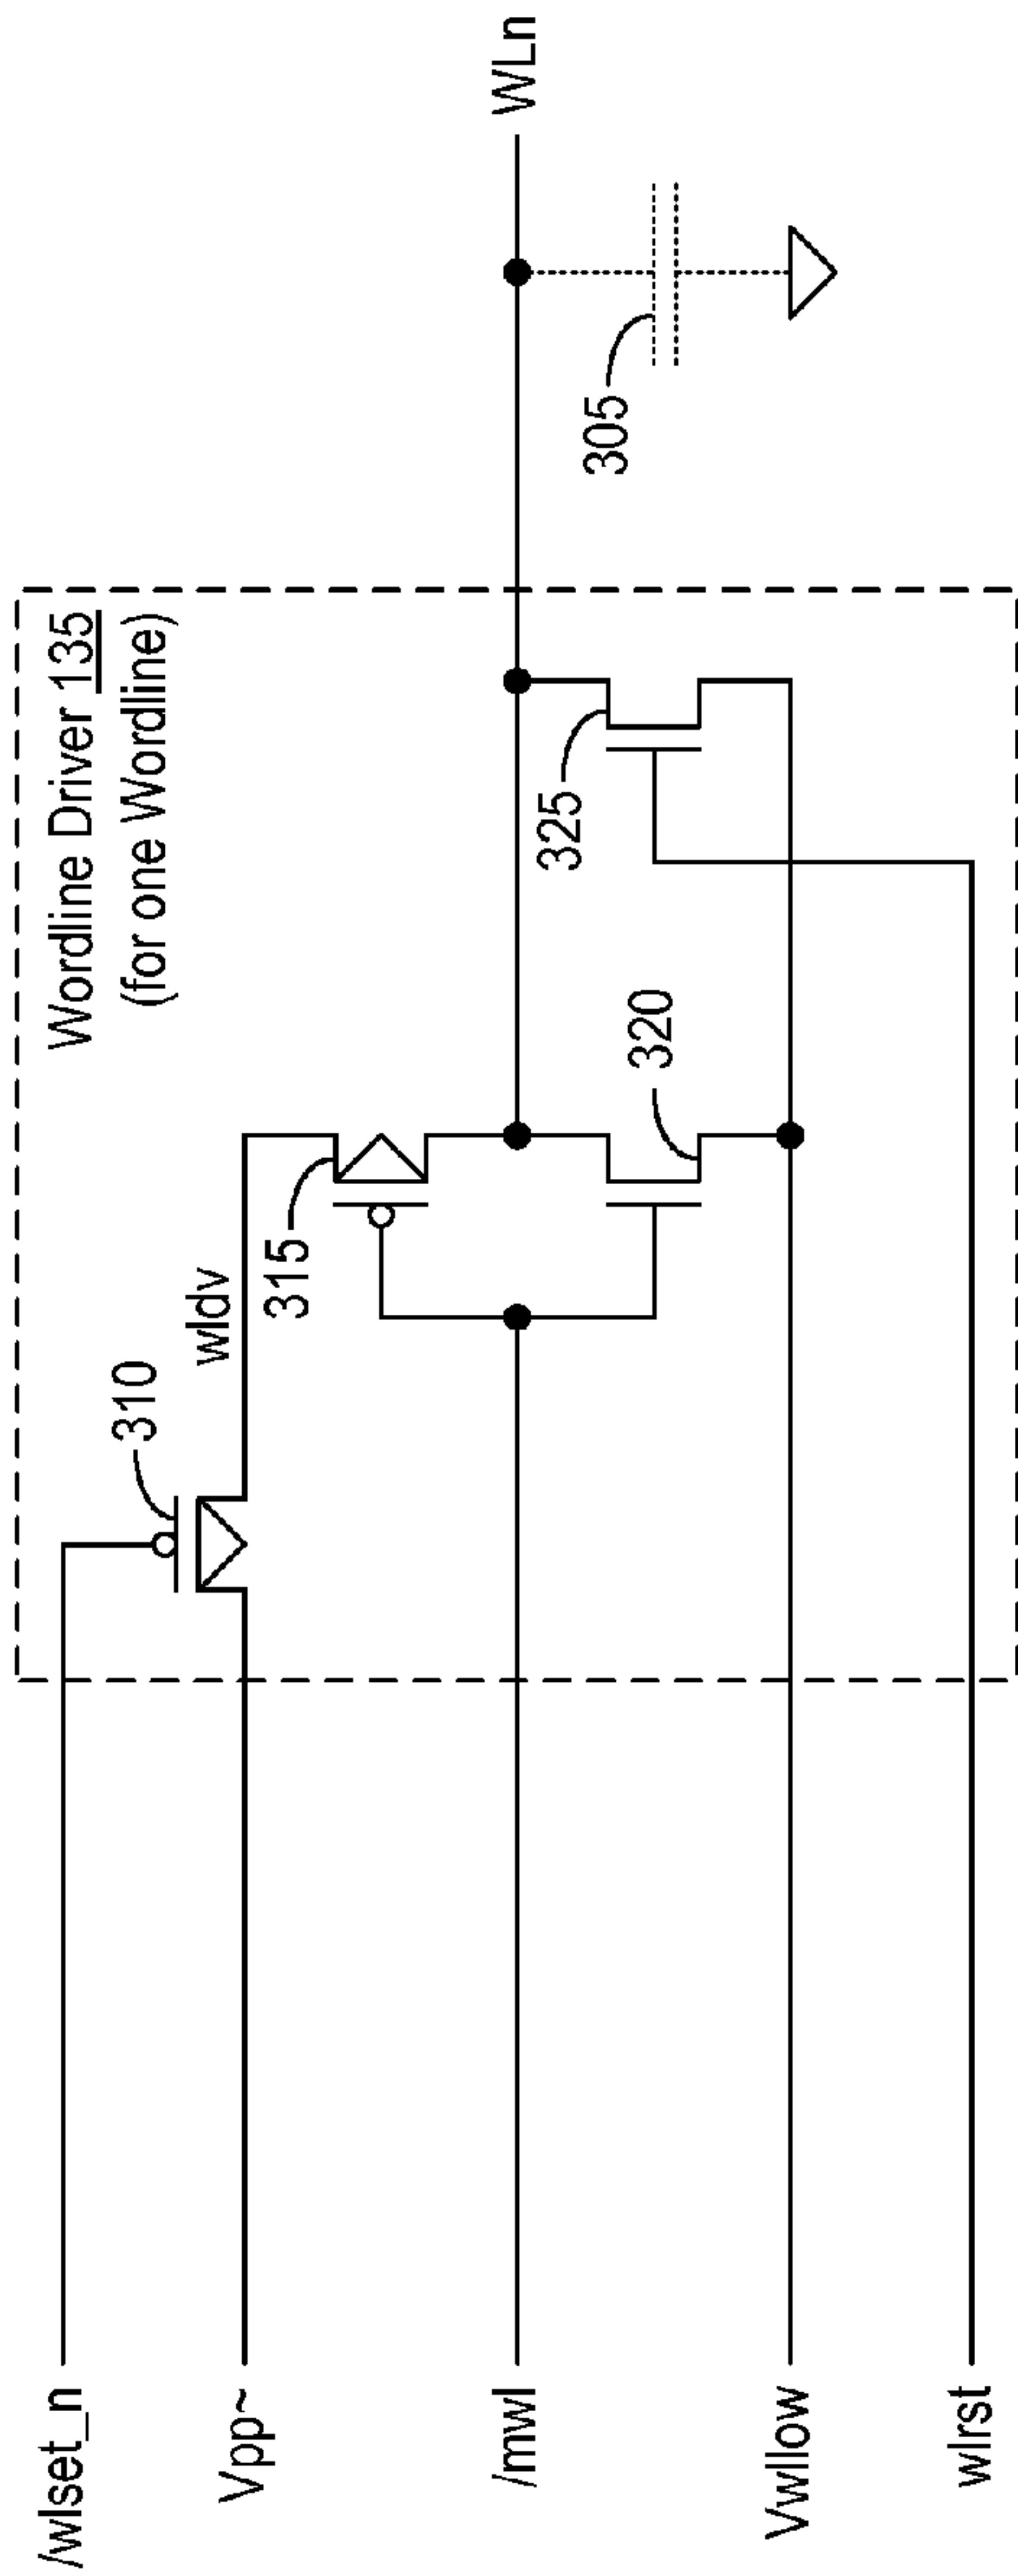 Wordline Driver 135
(for one Wordline)
/wlset_n
310
Vpp~
wldv
315
/mwl
WLn
320
325
305
Vwllow
wlrst